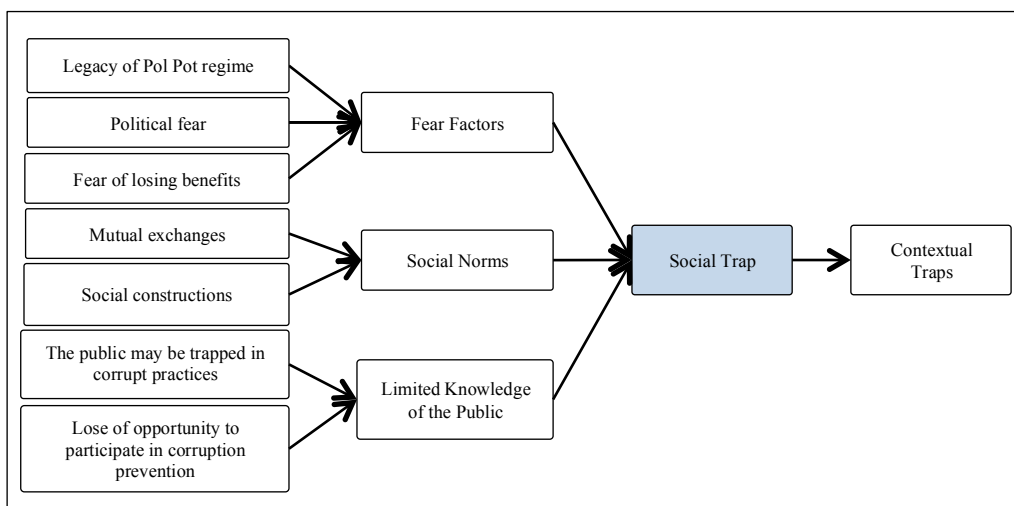 Legacy of Pol Pot regime
Political fear
Fear of losing benefits
Mutual exchanges
Social constructions
The public may be trapped in
corrupt practices
Lose of opportunity to
participate in corruption
prevention
Fear Factors
Social Norms
Limited Knowledge
of the Public
Social Trap
Contextual
Traps